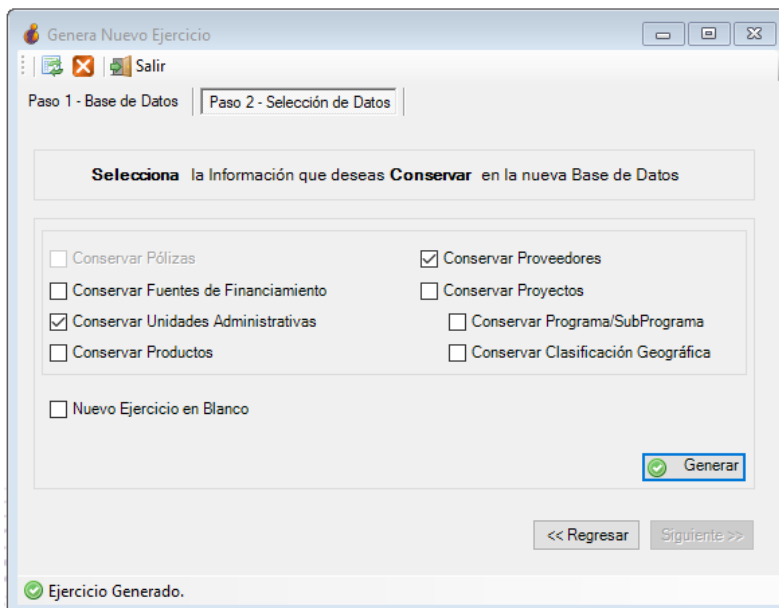 Genera Nuevo Ejercicio
Salir
Paso 1 - Base de Datos
Paso 2 - Selección de Datos
Selecciona la Información que deseas Conservar en la nueva Base de Datos
Conservar Pólizas
Conservar Fuentes de Financiamiento
Conservar Unidades Administrativas
Conservar Productos
Conservar Proveedores
Conservar Proyectos
Conservar Programa/SubPrograma
Conservar Clasificación Geográfica
Nuevo Ejercicio en Blanco
Generar
<< Regresar
Siguiente >>
Ejercicio Generado.